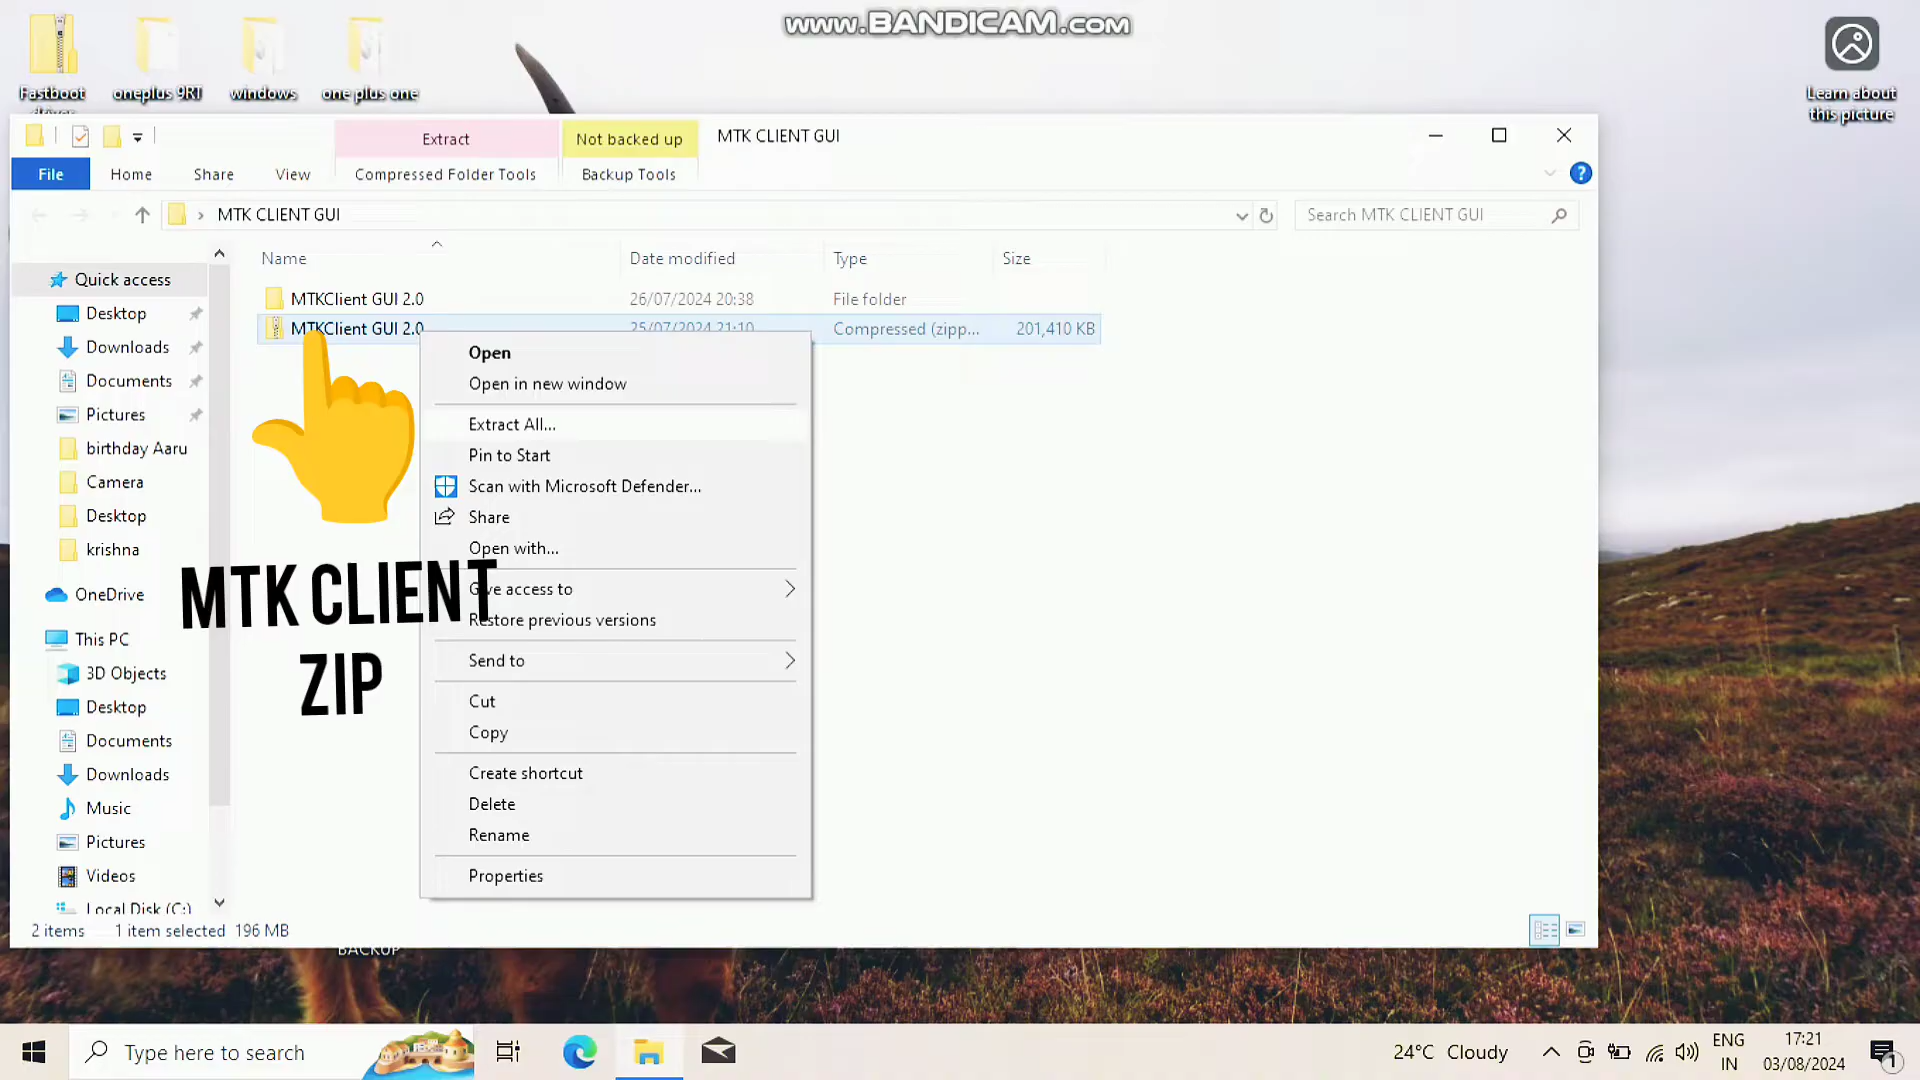 www.BANDICAM.com
Fastboot
driver
oneplus 9RT
windows
one plus one
Learn about
this picture
Extract
Not backed up
MTK CLIENT GUI
File
Home
Share
View
Compressed Folder Tools
Backup Tools
MTK CLIENT GUI
Search MTK CLIENT GUI
Name
Date modified
Type
Size
Quick access
Desktop
Downloads
Documents
Pictures
birthday Aaru
Camera
Desktop
krishna
OneDrive
This PC
3D Objects
Desktop
Documents
Downloads
Music
Pictures
Videos
Local Disk (C:)
MTKClient GUI 2.0
26/07/2024 20:38
File folder
MTKClient GUI 2.0
25/07/2024 21:10
Compressed (zipp...
201,410 KB
Open
Open in new window
Extract All...
Pin to Start
Scan with Microsoft Defender...
Share
Open with...
Give access to
Restore previous versions
Send to
Cut
Copy
Create shortcut
Delete
Rename
Properties
MTK CLIENT
ZIP
2 items
1 item selected
196 MB
BACKUP
Type here to search
24°C
Cloudy
ENG
IN
17:21
03/08/2024
1